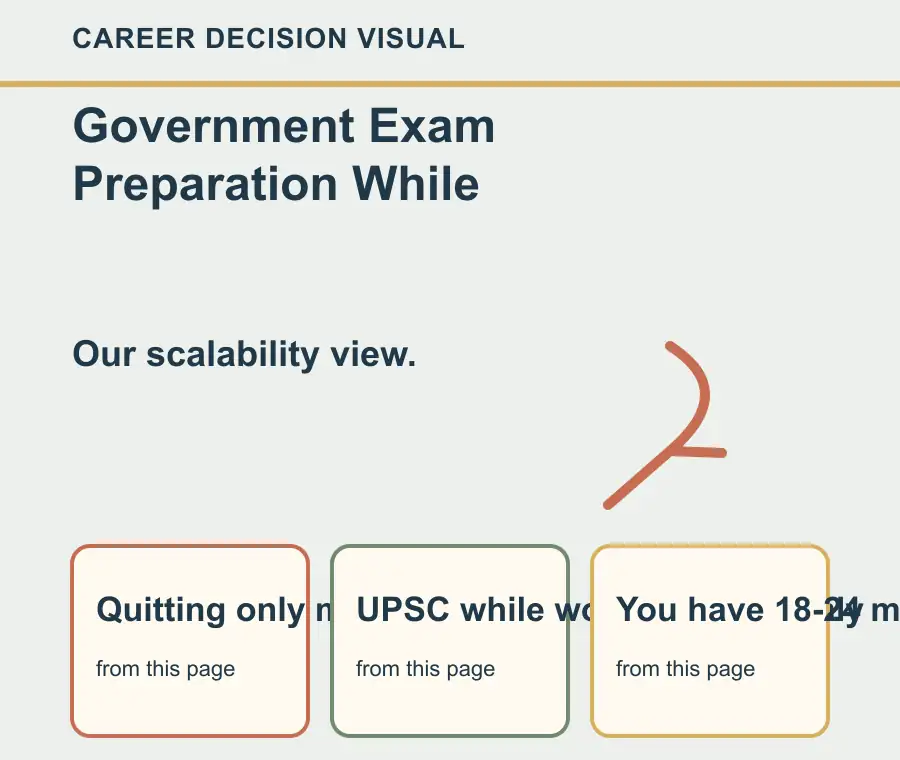 CAREER DECISION VISUAL
Government Exam
Preparation While
Our scalability view.
Quitting only
UPSC while
You have 18-24 m
from this page
from this page
from this page